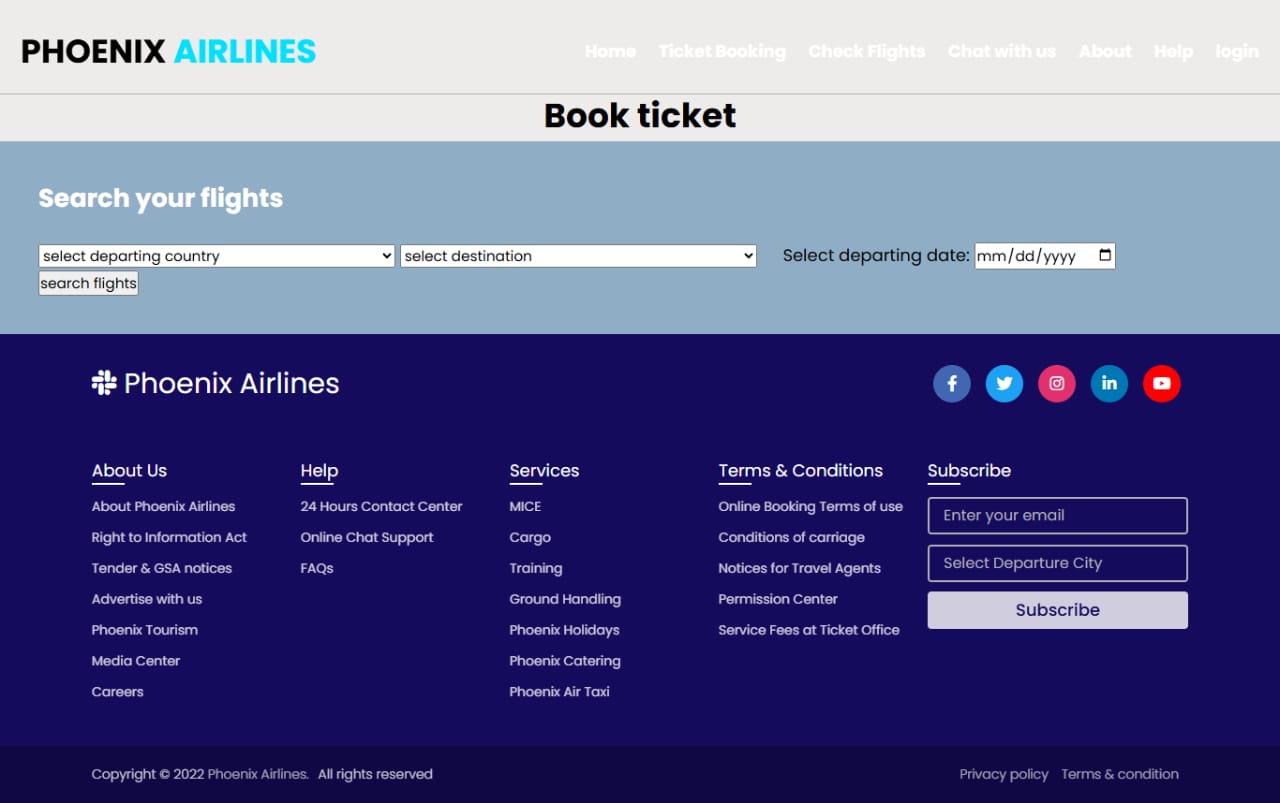 PHOENIX AIRLINES
Home Ticket Booking Check Flights Chat with us About Help login
Book ticket
Search your flights
select departing country select destination Select departing date: mm/dd/yyyy
search flights
Phoenix Airlines
About Us
About Phoenix Airlines
Right to Information Act
Tender & GSA notices
Advertise with us
Phoenix Tourism
Media Center
Careers
Help
24 Hours Contact Center
Online Chat Support
FAQs
Services
MICE
Cargo
Training
Ground Handling
Phoenix Holidays
Phoenix Catering
Phoenix Air Taxi
Terms & Conditions
Online Booking Terms of use
Conditions of carriage
Notices for Travel Agents
Permission Center
Service Fees at Ticket Office
Subscribe
Enter your email
Select Departure City
Subscribe
Copyright © 2022 Phoenix Airlines. All rights reserved
Privacy policy Terms & condition